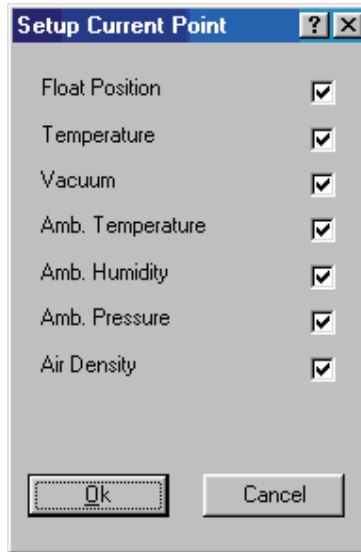 Setup Current Point ?
Float Position
Temperature
Vacuum
Amb. Temperature
Amb. Humidity
Amb. Pressure
Air Density
Ok Cancel